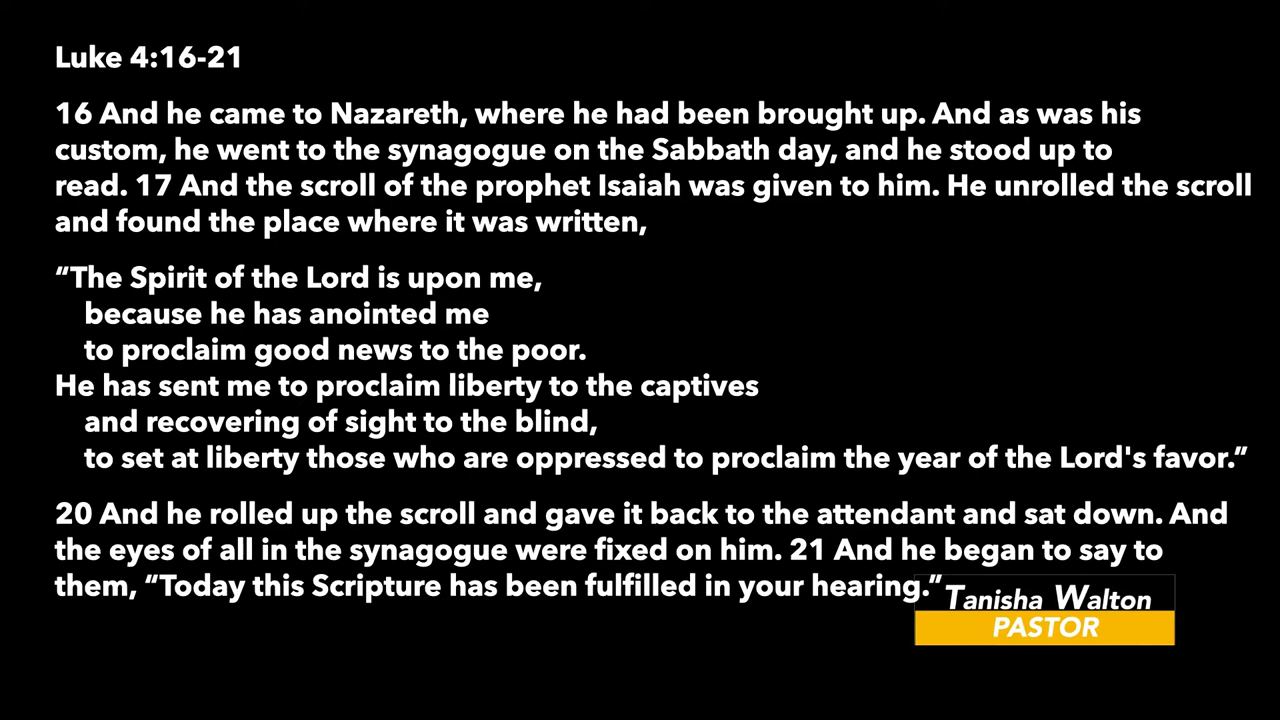 Luke 4:16-21
16 And he came to Nazareth, where he had been brought up. And as was his
custom, he went to the synagogue on the Sabbath day, and he stood up to
read. 17 And the scroll of the prophet Isaiah was given to him. He unrolled the scroll
and found the place where it was written,
“The Spirit of the Lord is upon me,
because he has anointed me
to proclaim good news to the poor.
He has sent me to proclaim liberty to the captives
and recovering of sight to the blind,
to set at liberty those who are oppressed to proclaim the year of the Lord's favor.”
20 And he rolled up the scroll and gave it back to the attendant and sat down. And
the eyes of all in the synagogue were fixed on him. 21 And he began to say to
them, “Today this Scripture has been fulfilled in your hearing.”
Tanisha Walton
PASTOR